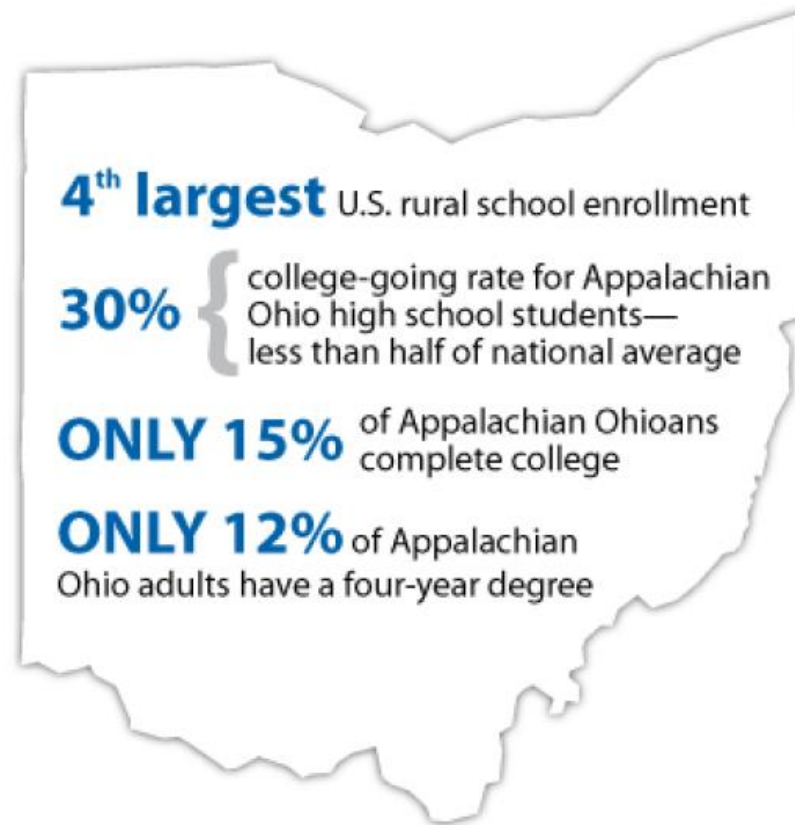 4th largest U.S. rural school enrollment
30% { college-going rate for Appalachian
Ohio high school students—
less than half of national average
ONLY 15% of Appalachian Ohioans
complete college
ONLY 12% of Appalachian
Ohio adults have a four-year degree